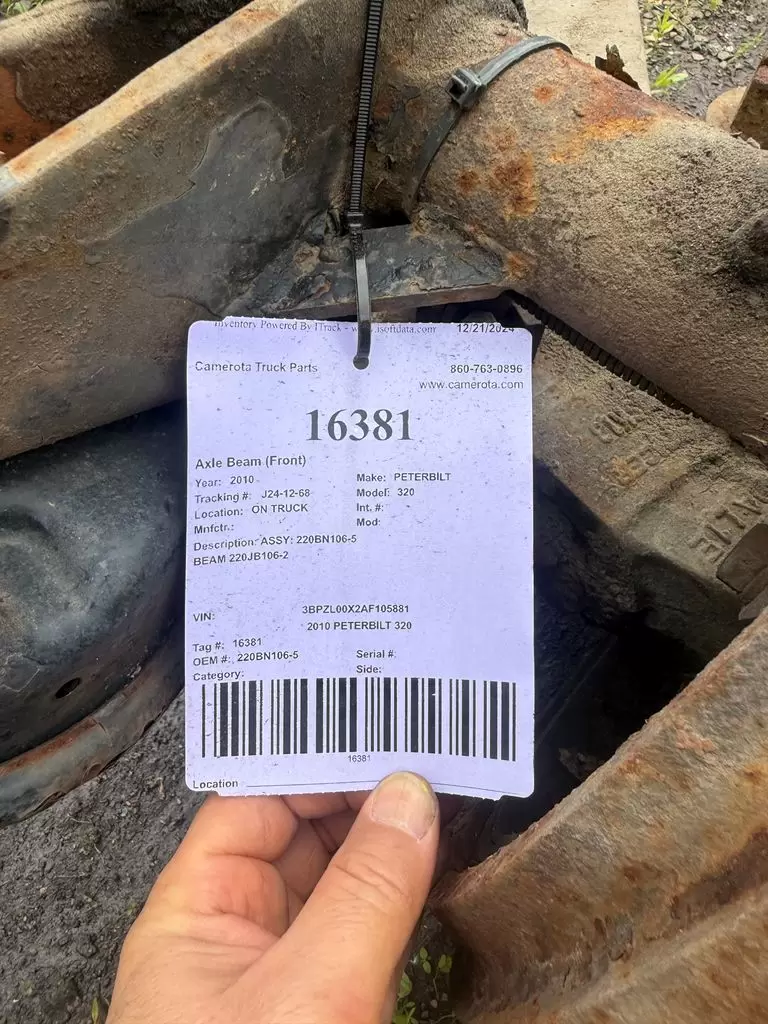 Inventory Powered By ITrack - www.isoftdata.com 12/21/2024
Camerota Truck Parts 860-763-0896
www.camerota.com
16381
Axle Beam (Front)
Year: 2010 Make: PETERBILT
Tracking #: J24-12-68 Model: 320
Location: ON TRUCK Int. #:
Mnfctr.: Mod:
Description: ASSY: 220BN106-5
BEAM 220JB106-2
VIN: 3BPZL00X2AF105881
2010 PETERBILT 320
Tag #: 16381
OEM #: 220BN106-5 Serial #:
Category: Side:
16381
Location